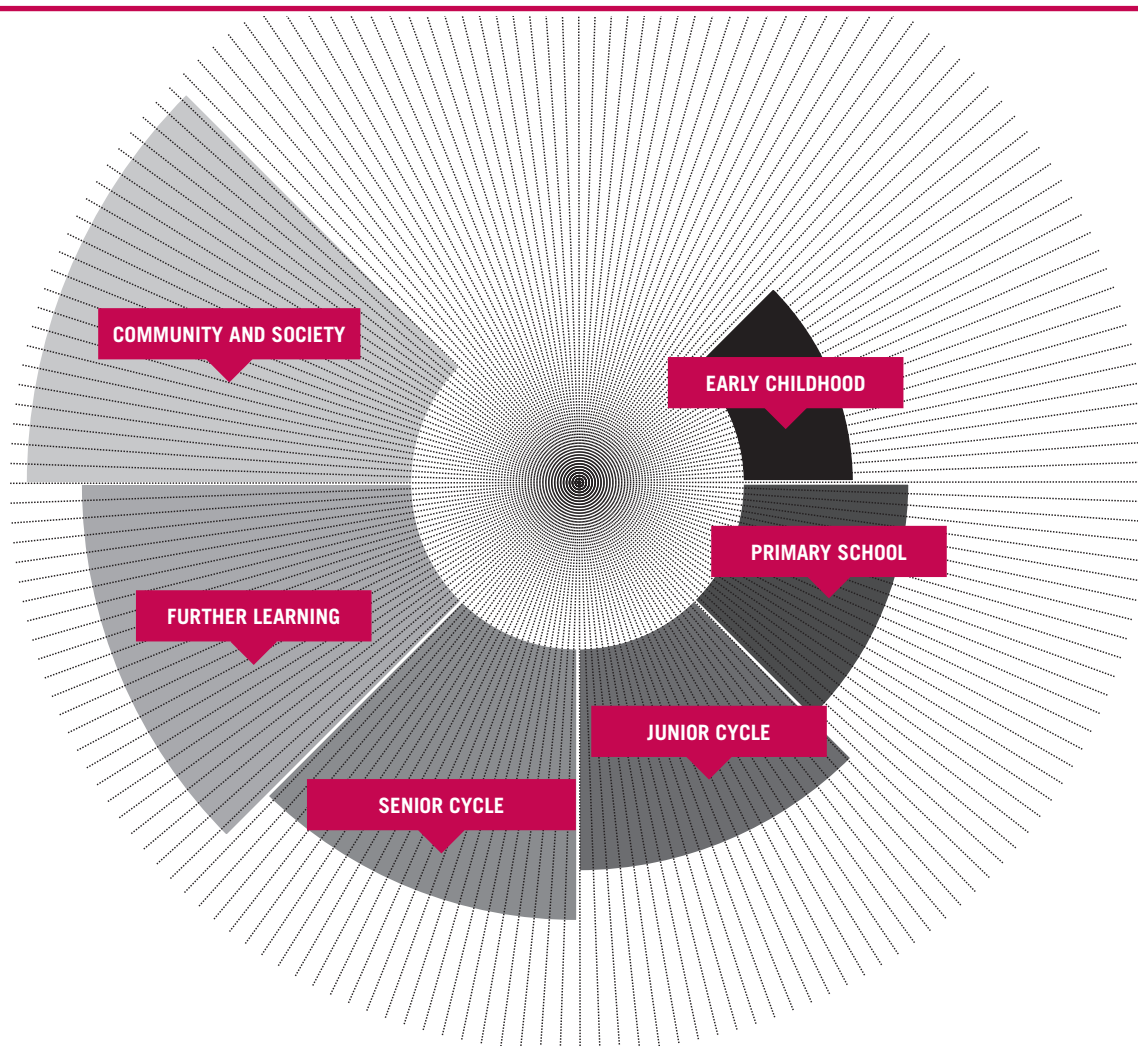 COMMUNITY AND SOCIETY
EARLY CHILDHOOD
PRIMARY SCHOOL
FURTHER LEARNING
JUNIOR CYCLE
SENIOR CYCLE